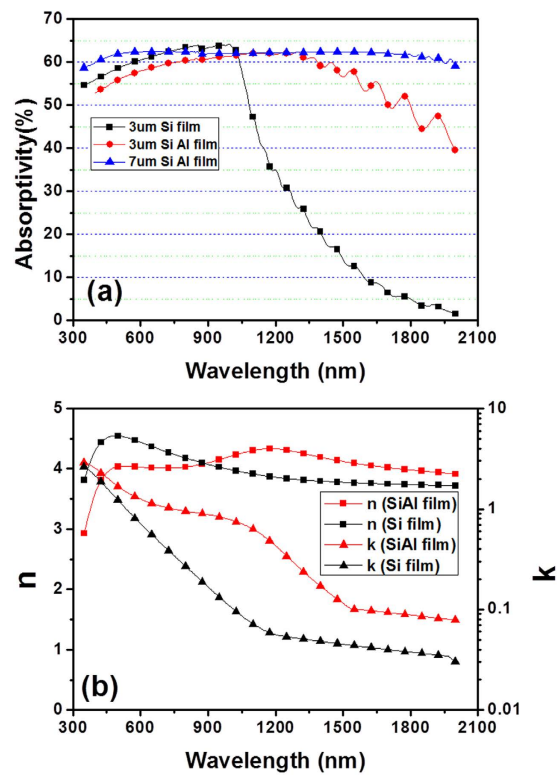 70
60
50
40
30
20
10
0
Absorptivity(%)
3um Si film
3um Si Al film
7um Si Al film
(a)
300 600 900 1200 1500 1800 2100
Wavelength (nm)
5
4
3
2
1
0
n
10
1
0.1
0.01
k
n (SiAl film)
n (Si film)
k (SiAl film)
k (Si film)
(b)
300 600 900 1200 1500 1800 2100
Wavelength (nm)